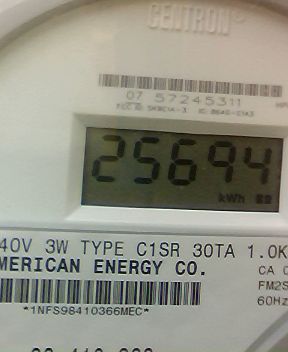 CENTRON
07 57245311
25694
kWh
40V 3W TYPE C1SR 30TA 1.0K
MERICAN ENERGY CO.
CA 0
FM2S
60Hz
*1NFS98410366MEC*